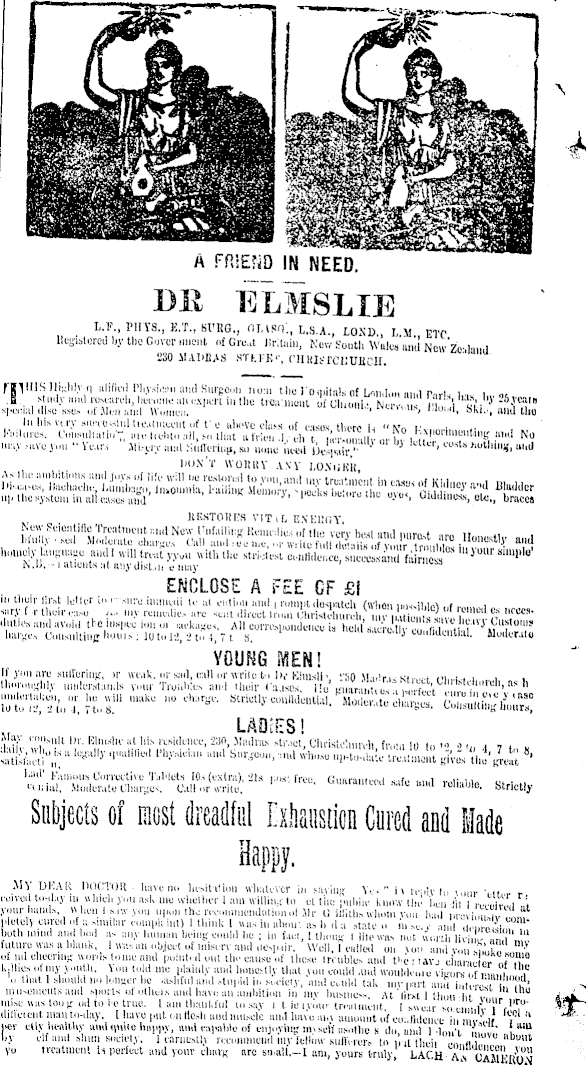 A FRIEND IN NEED.
DR ELMSLIE
L.F., PHYS., E.T., SURG., GLASG., L.S.A., LOND., L.M., ETC.
Registered by the Government of Great Britain, New South Wales and New Zealand
230 MADRAS STREET, CHRISTCHURCH.
THIS Highly qualified Physician and Surgeon from the Hospitals of London and Paris, has, by 25 years
study and research, become an expert in the treatment of Chronic, Nervous, Blood, Skin, and the
special diseases of Men and Women.
In his very successful treatment of the above class of cases, there is "No Experimenting and No
Failures. Consultations, are free to all, so that a friendly chat, personally or by letter, costs nothing, and
may save you "Years Misery and Suffering, so none need Despair."
DON'T WORRY ANY LONGER,
As the ambitions and joys of life will be restored to you, and my treatment in cases of Kidney and Bladder
Diseases, Backache, Lumbago, Insomnia, Failing Memory, specks before the eyes, Giddiness, etc., braces
up the system in all cases and
RESTORES VITAL ENERGY.
New Scientific Treatment and New Unfailing Remedies of the very best and purest are Honestly and
used Moderate charges Call and see me, or write full details of your troubles in your simple
homely language and I will treat you with the strictest confidence, success and fairness
N.B. patients at any distance may
ENCLOSE A FEE OF £1
in their first letter to ensure immediate attention and prompt despatch (when possible) of remedies neces-
sary for their case As my remedies are sent direct from Christchurch, my patients save heavy Customs
duties and avoid the inspection of packages. All correspondence is held sacredly confidential. Moderate
charges Consulting hours: 10 to 12, 2 to 4, 7 t 8.
YOUNG MEN!
If you are suffering, or weak, or sad, call or write to Dr Elmslie, 230 Madras Street, Christchurch, as h
thoroughly understands your Troubles and their Causes. He guarantees a perfect cure in every case
undertaken, or he will make no charge. Strictly confidential. Moderate charges. Consulting hours,
10 to 12, 2 to 4, 7 to 8.
LADIES!
May consult Dr. Elmslie at his residence, 230, Madras street, Christchurch, from 10 to 12, 2 to 4, 7 to 8,
daily, who is a legally qualified Physician and Surgeon, and whose up-to-date treatment gives the great
satisfaction.
Lad' Famous Corrective Tablets 10s (extra), 21s post free. Guaranteed safe and reliable. Strictly
Moderate Charges. Call or write.
Subjects of most dreadful Exhaustion Cured and Made
Happy.
MY DEAR DOCTOR have no hesitation whatever in saying Yes" in reply to your letter re
ceived to-day in which you ask me whether I am willing to let the public know the benefit I received at
your hands. When I saw you upon the recommendation of Mr Griffiths whom you had previously com-
pletely cured of a similar complaint) I think I was in about as bad a state of misery and depression in
both mind and body as any human being could be; in fact, I thought life was not worth living, and my
future was a blank, I was an object of misery and despair. Well, I called on you and you spoke some
of cheering words to me and pointed out the cause of these troubles and the character of the
follies of my youth. You told me plainly and honestly that you could and would vigors of manhood,
so that I should no longer be bashful and stupid in society, and could take my part and interest in the
musements and sports of others and have an ambition in my business. At first I thought your pro-
mise was too good to be true. I am thankful to say I tried your treatment. I swear solemnly I feel a
different man to-day. I have put on flesh and muscle and have any amount of confidence in myself. I am
perfectly healthy and quite happy, and capable of enjoying myself as others do, and I don't move about
by self and shun society. I earnestly recommend my fellow sufferers to put their confidence in you
treatment is perfect and your charg are small.—I am, yours truly, LACHLAN CAMERON